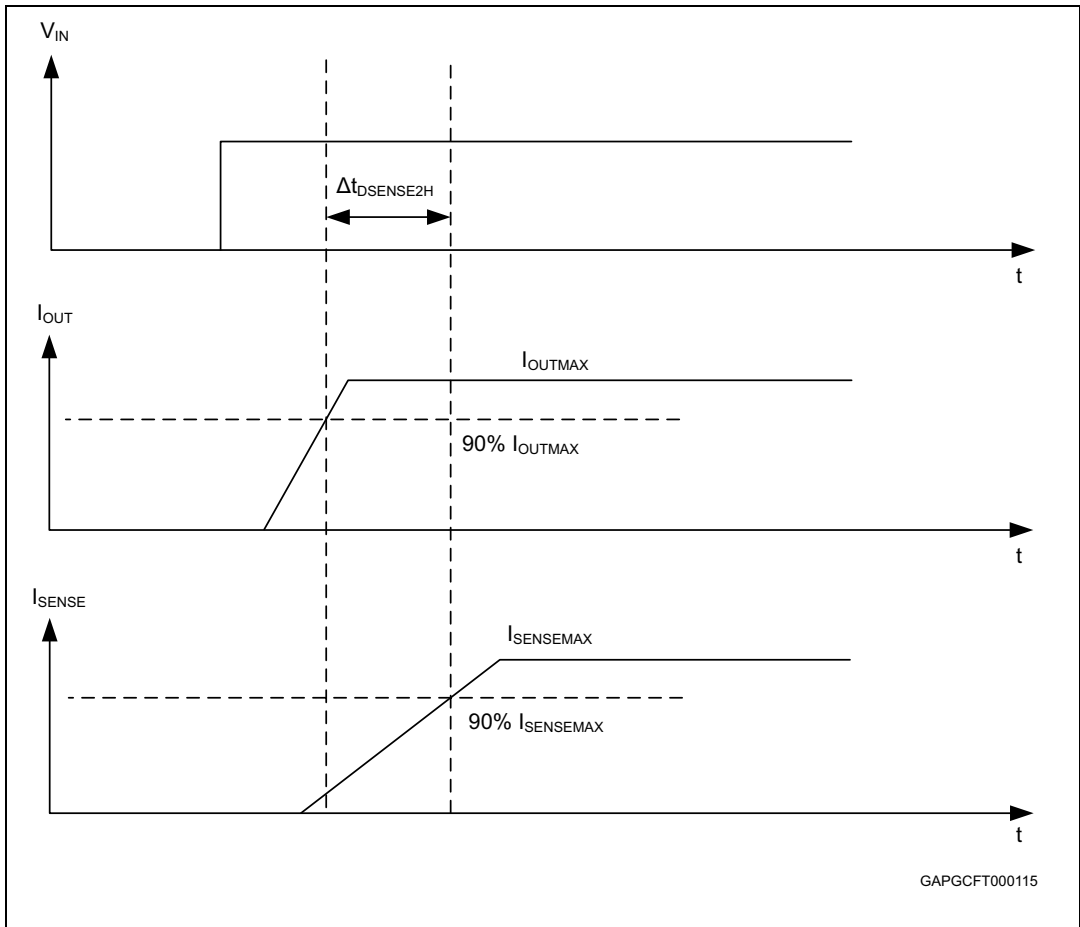 V_IN
Δt_DSENSE2H
t
I_OUT
I_OUTMAX
90% I_OUTMAX
t
I_SENSE
I_SENSEMAX
90% I_SENSEMAX
t
GAPGCFT000115